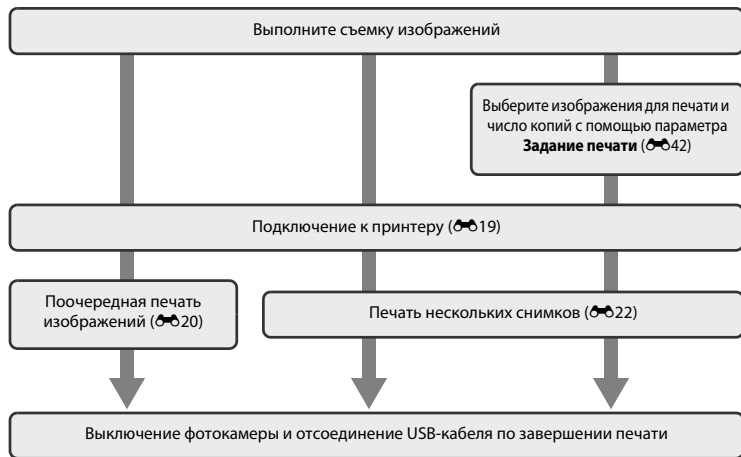 Выполните съемку изображений
Выберите изображения для печати и
число копий с помощью параметра
Задание печати (42)
Подключение к принтеру (19)
Поочередная печать
изображений (20)
Печать нескольких снимков (22)
Выключение фотокамеры и отсоединение USB-кабеля по завершении печати